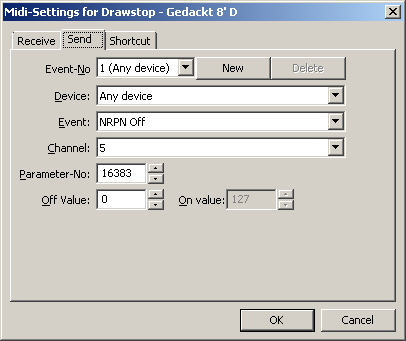 Midi-Settings for Drawstop - Gedackt 8' D
Receive Send Shortcut
Event-No 1 (Any device) New Delete
Device: Any device
Event: NRPN Off
Channel: 5
Parameter-No: 16383
Off Value: 0 On value: 127
OK Cancel